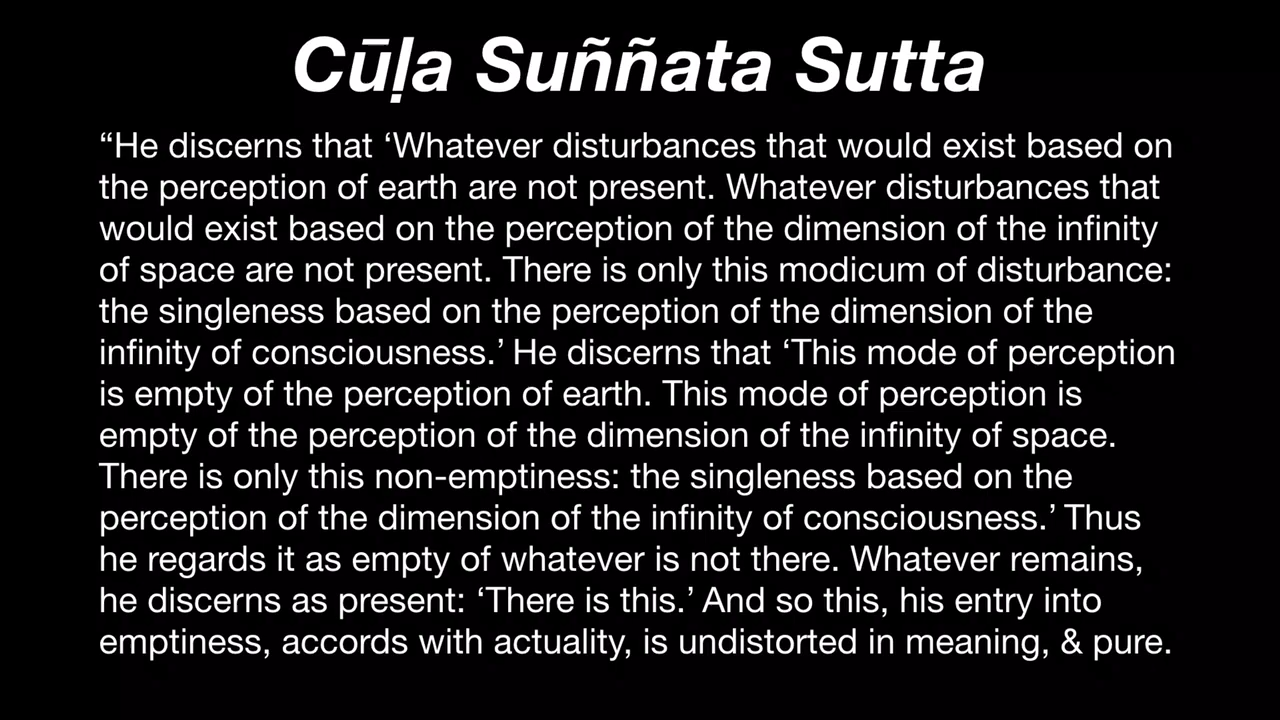 Cūḷa Suññata Sutta
“He discerns that ‘Whatever disturbances that would exist based on
the perception of earth are not present. Whatever disturbances that
would exist based on the perception of the dimension of the infinity
of space are not present. There is only this modicum of disturbance:
the singleness based on the perception of the dimension of the
infinity of consciousness.’ He discerns that ‘This mode of perception
is empty of the perception of earth. This mode of perception is
empty of the perception of the dimension of the infinity of space.
There is only this non-emptiness: the singleness based on the
perception of the dimension of the infinity of consciousness.’ Thus
he regards it as empty of whatever is not there. Whatever remains,
he discerns as present: ‘There is this.’ And so this, his entry into
emptiness, accords with actuality, is undistorted in meaning, & pure.